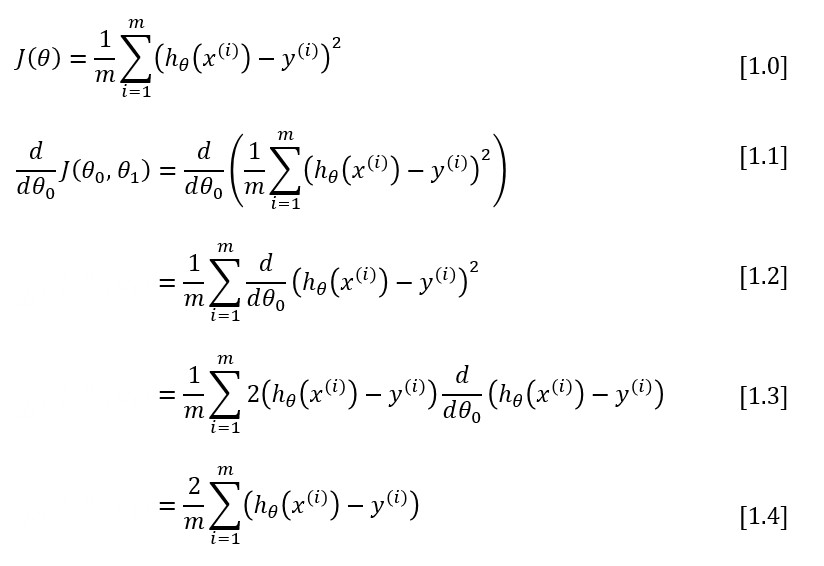 J(θ) = 1/m ∑_{i=1}^{m} (h_θ(x^{(i)}) − y^{(i)})^2 [1.0]
d/dθ_0 J(θ_0, θ_1) = d/dθ_0 (1/m ∑_{i=1}^{m} (h_θ(x^{(i)}) − y^{(i)})^2) [1.1]
= 1/m ∑_{i=1}^{m} d/dθ_0 (h_θ(x^{(i)}) − y^{(i)})^2 [1.2]
= 1/m ∑_{i=1}^{m} 2(h_θ(x^{(i)}) − y^{(i)}) d/dθ_0 (h_θ(x^{(i)}) − y^{(i)}) [1.3]
= 2/m ∑_{i=1}^{m} (h_θ(x^{(i)}) − y^{(i)}) [1.4]